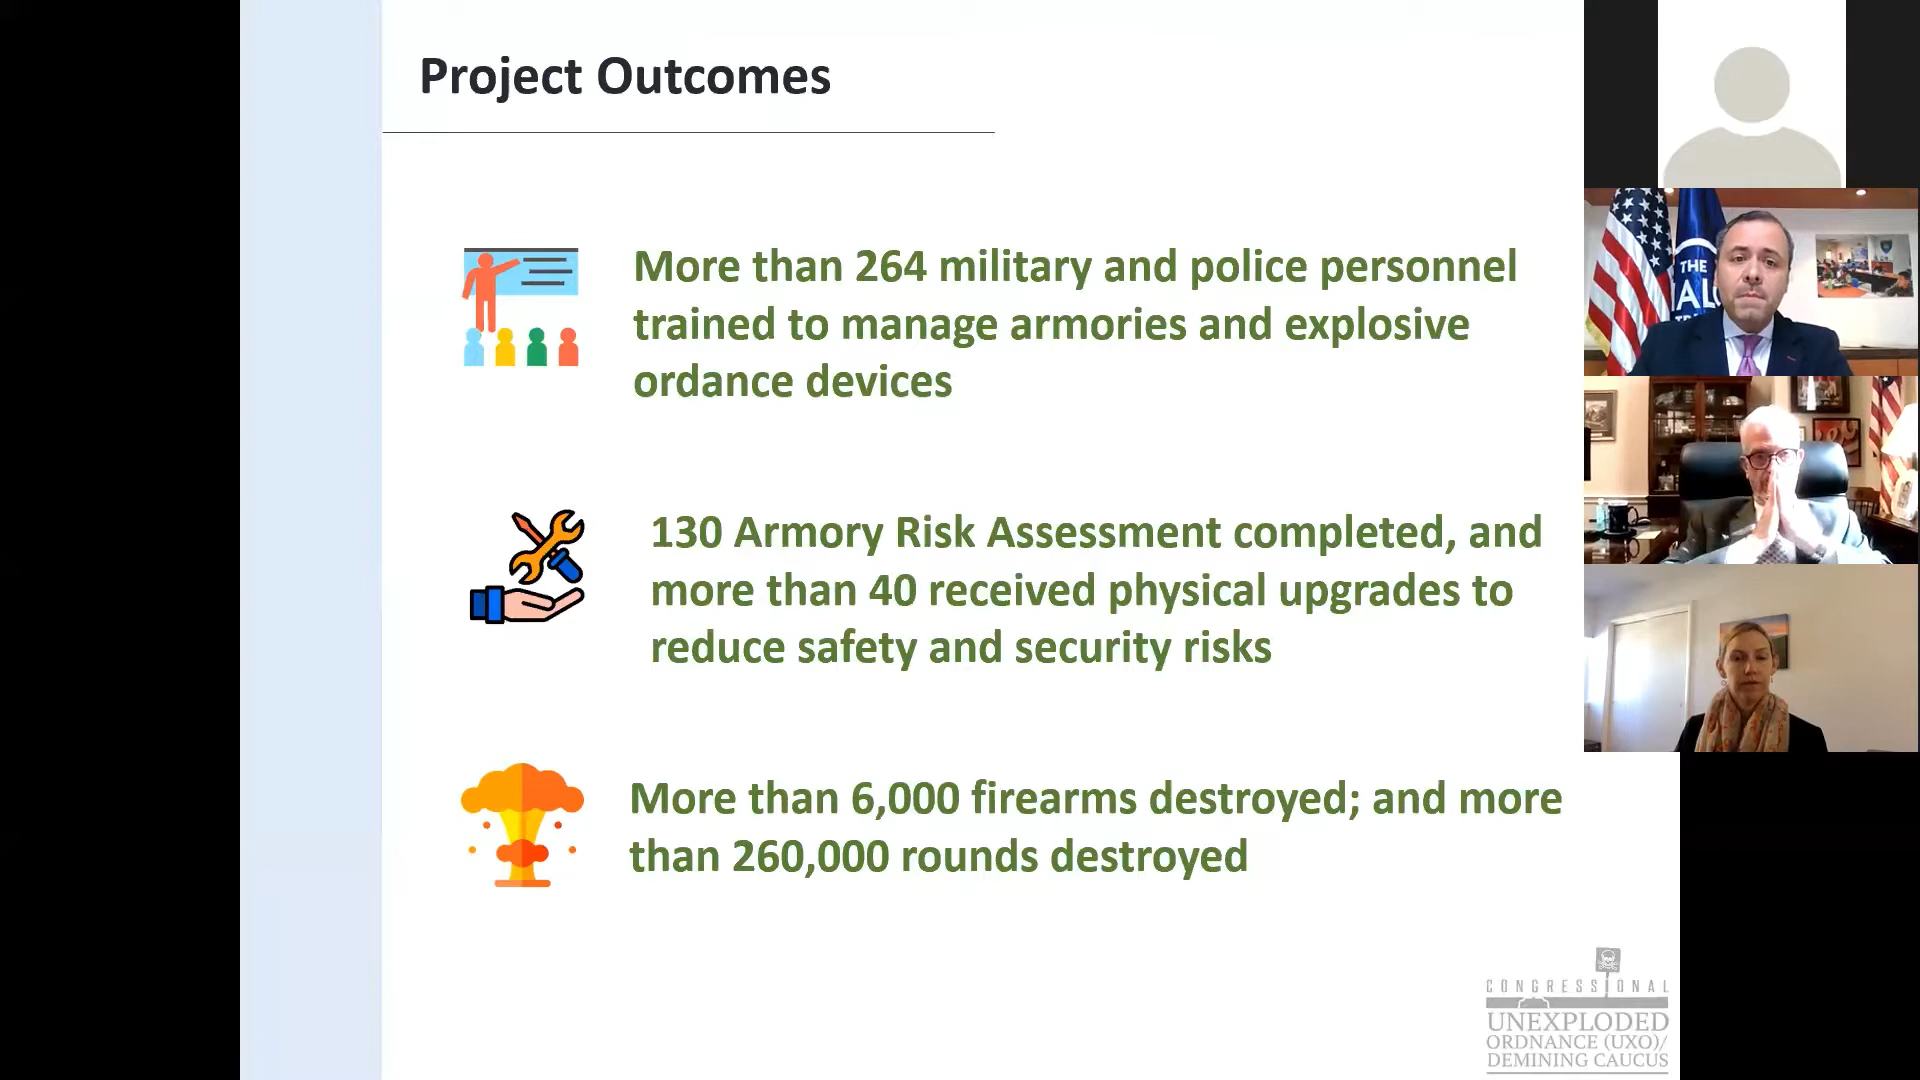 Project Outcomes
More than 264 military and police personnel
trained to manage armories and explosive
ordance devices
130 Armory Risk Assessment completed, and
more than 40 received physical upgrades to
reduce safety and security risks
More than 6,000 firearms destroyed; and more
than 260,000 rounds destroyed
THE
CONGRESSIONAL
UNEXPLODED
ORDNANCE (UXO)/
DEMINING CAUCUS